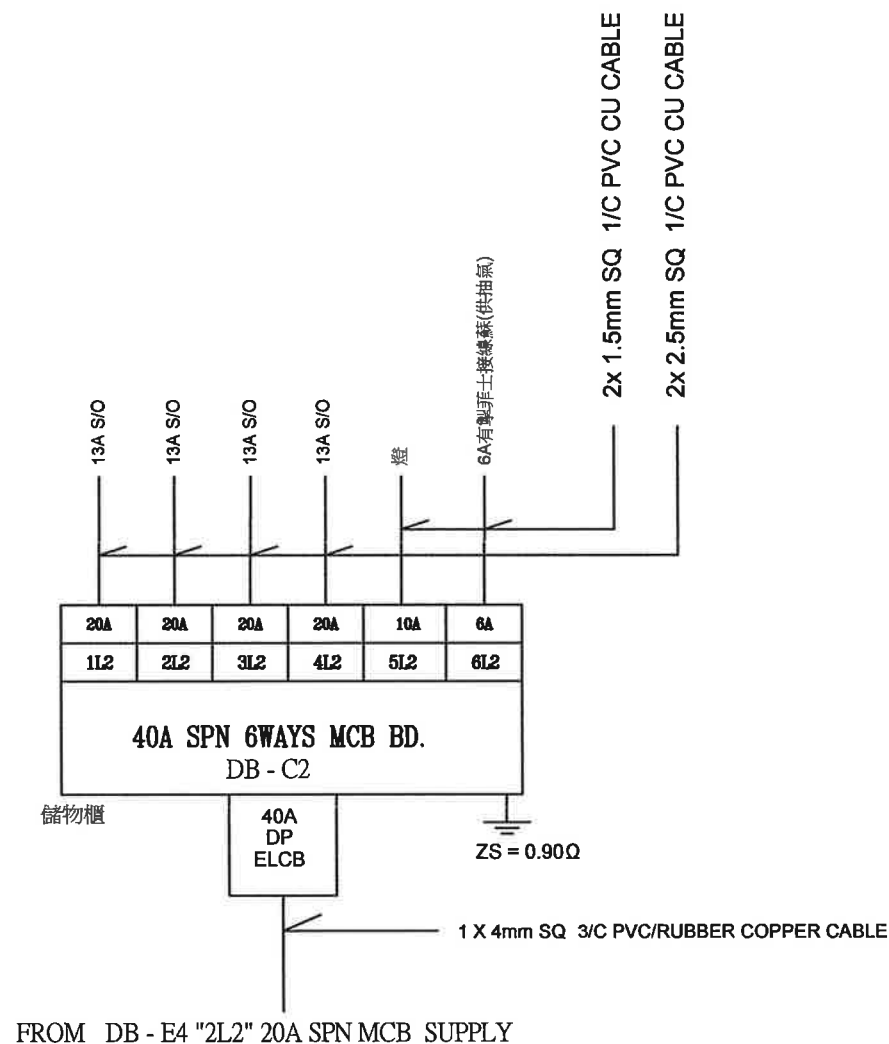 2x 1.5mm SQ 1/C PVC CU CABLE
2x 2.5mm SQ 1/C PVC CU CABLE
13A S/O
13A S/O
13A S/O
13A S/O
燈
6A有掣菲士接線蘇(供抽氣)
20A 20A 20A 20A 10A 6A
1L2 2L2 3L2 4L2 5L2 6L2
40A SPN 6WAYS MCB BD.
DB - C2
儲物櫃
40A
DP
ELCB
ZS = 0.90Ω
1 X 4mm SQ 3/C PVC/RUBBER COPPER CABLE
FROM DB - E4 "2L2" 20A SPN MCB SUPPLY